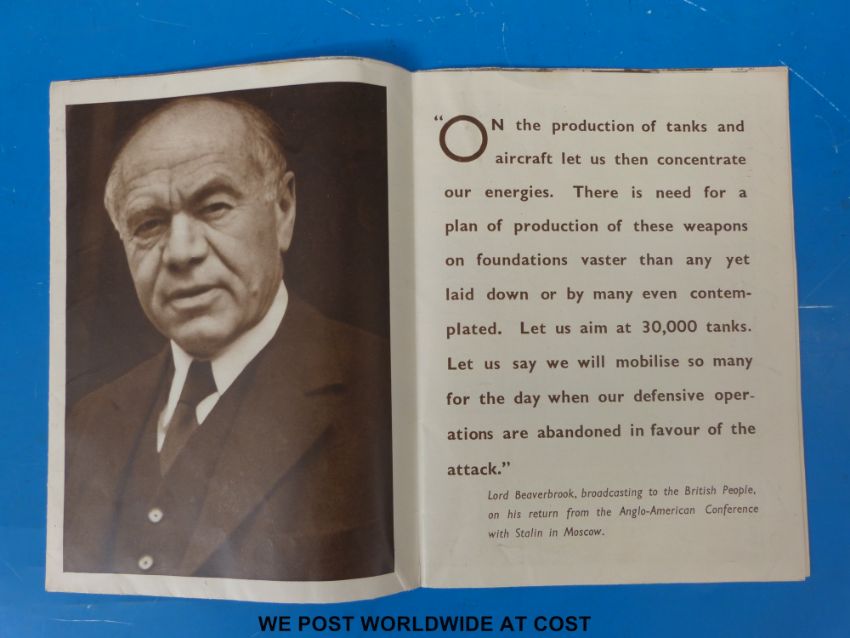 “ON the production of tanks and
aircraft let us then concentrate
our energies. There is need for a
plan of production of these weapons
on foundations vaster than any yet
laid down or by many even contem-
plated. Let us aim at 30,000 tanks.
Let us say we will mobilise so many
for the day when our defensive oper-
ations are abandoned in favour of the
attack.”
Lord Beaverbrook, broadcasting to the British People,
on his return from the Anglo-American Conference
with Stalin in Moscow.
WE POST WORLDWIDE AT COST